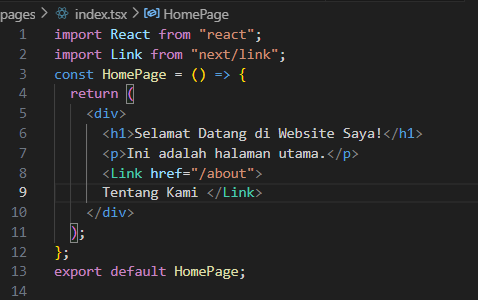 pages > index.tsx > HomePage
1 import React from "react";
2 import Link from "next/link";
3 const HomePage = () => {
4 return (
5 <div>
6 <h1>Selamat Datang di Website Saya!</h1>
7 <p>Ini adalah halaman utama.</p>
8 <Link href="/about">
9 Tentang Kami </Link>
10 </div>
11 );
12 };
13 export default HomePage;
14